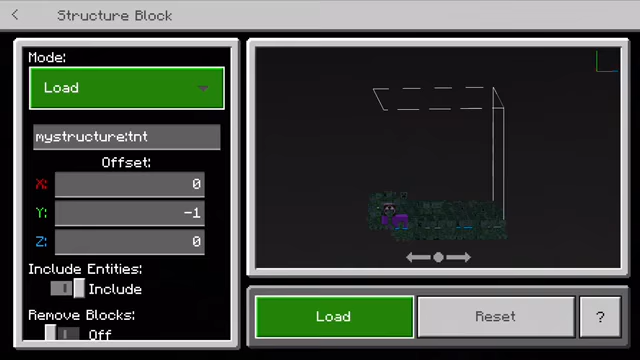 Structure Block
Mode:
Load
mystructure:tnt
Offset:
X: 0
Y: -1
Z: 0
Include Entities:
Include
Remove Blocks:
Off
Load
Reset
?